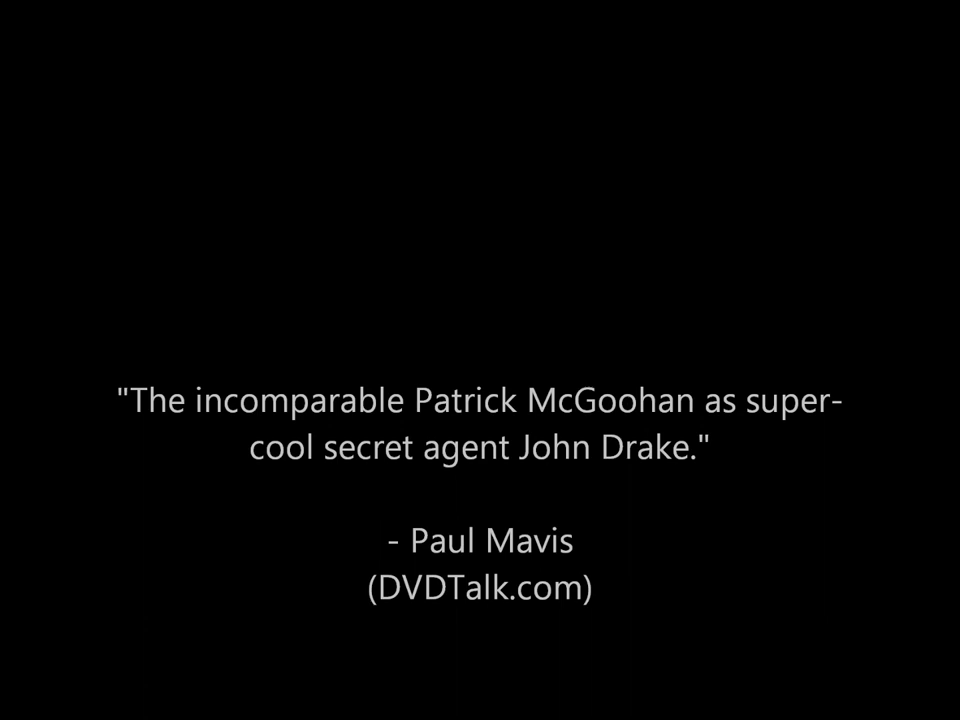 "The incomparable Patrick McGoohan as super-
cool secret agent John Drake."
- Paul Mavis
(DVDTalk.com)